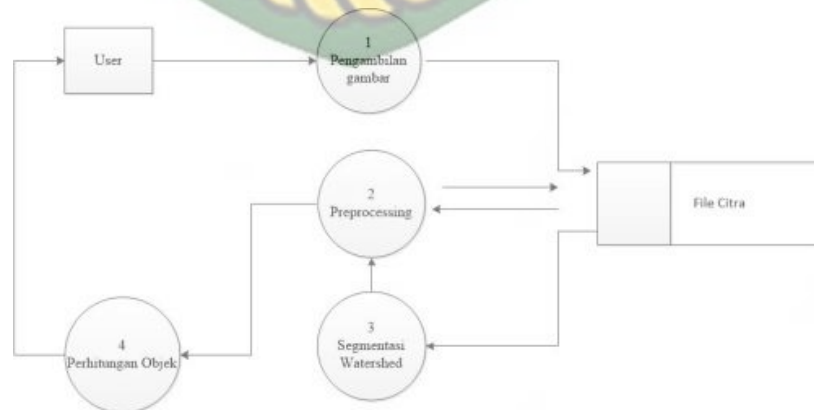 User
1
Pengambilan
gambar
2
Preprocessing
File Citra
3
Segmentasi
Watershed
4
Perhitungan Objek